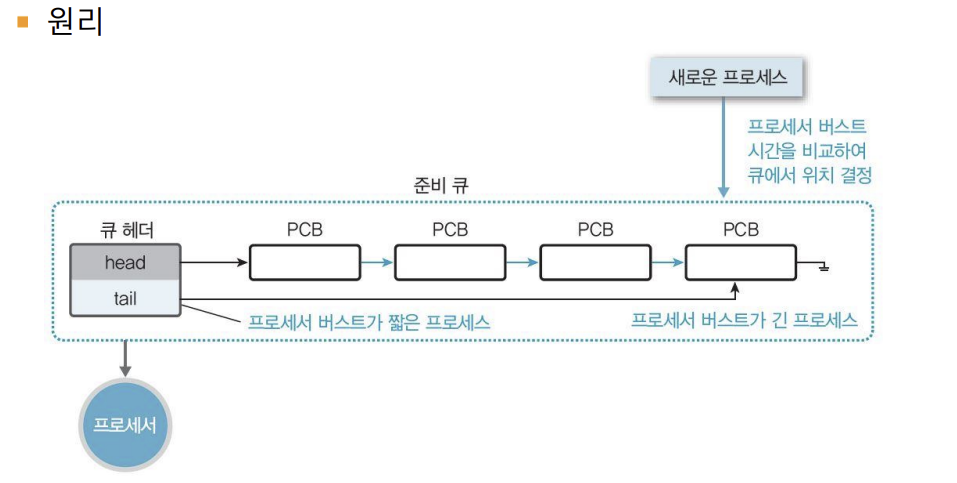 원리
새로운 프로세스
프로세서 버스트
시간을 비교하여
큐에서 위치 결정
준비 큐
큐 헤더
PCB
PCB
PCB
PCB
head
tail
프로세서 버스트가 짧은 프로세스
프로세서 버스트가 긴 프로세스
프로세서